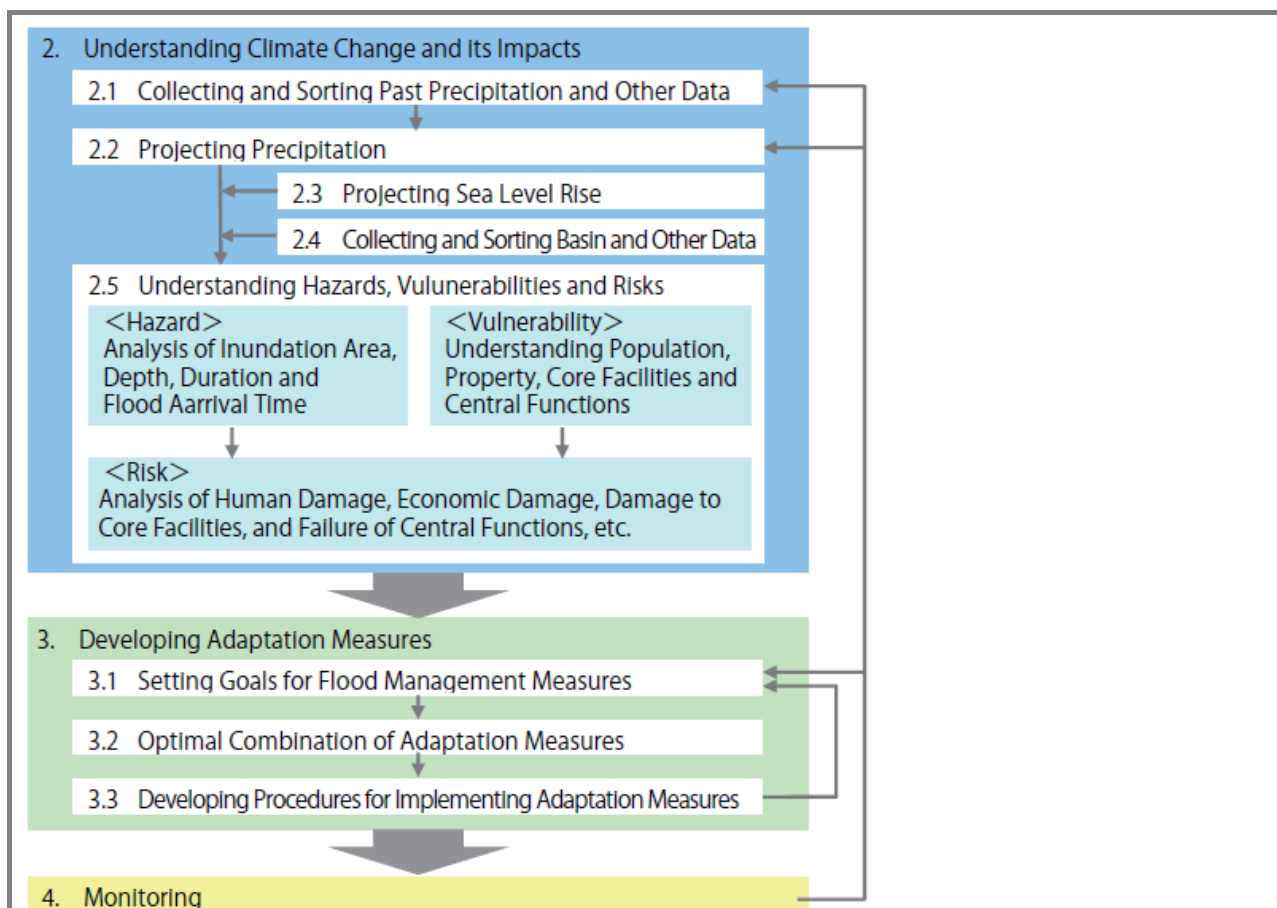 2. Understanding Climate Change and its Impacts
2.1 Collecting and Sorting Past Precipitation and Other Data
2.2 Projecting Precipitation
2.3 Projecting Sea Level Rise
2.4 Collecting and Sorting Basin and Other Data
2.5 Understanding Hazards, Vulunerabilities and Risks
<Hazard>
Analysis of Inundation Area,
Depth, Duration and
Flood Aarrival Time
<Vulnerability>
Understanding Population,
Property, Core Facilities and
Central Functions
<Risk>
Analysis of Human Damage, Economic Damage, Damage to
Core Facilities, and Failure of Central Functions, etc.
3. Developing Adaptation Measures
3.1 Setting Goals for Flood Management Measures
3.2 Optimal Combination of Adaptation Measures
3.3 Developing Procedures for Implementing Adaptation Measures
4. Monitoring